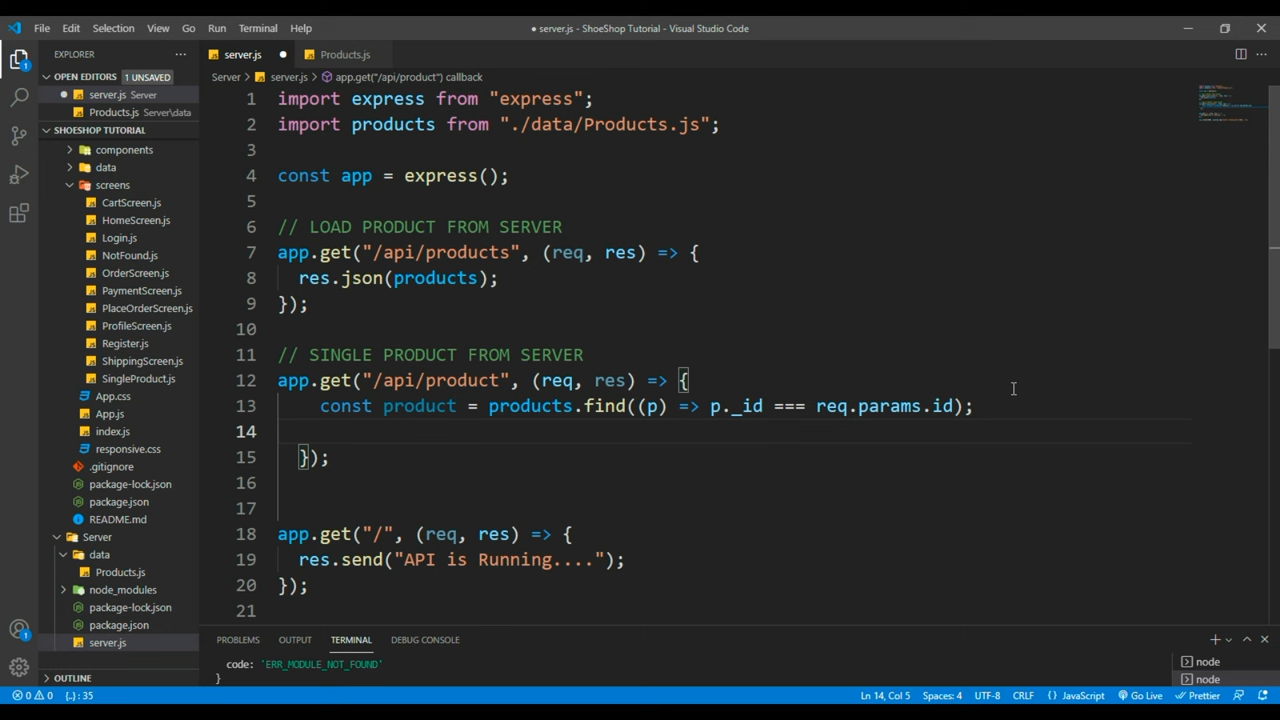 File Edit Selection View Go Run Terminal Help
● server.js - ShoeShop Tutorial - Visual Studio Code
EXPLORER
OPEN EDITORS 1 UNSAVED
server.js Server
Products.js Server\data
SHOESHOP TUTORIAL
components
data
screens
CartScreen.js
HomeScreen.js
Login.js
NotFound.js
OrderScreen.js
PaymentScreen.js
PlaceOrderScreen.js
ProfileScreen.js
Register.js
ShippingScreen.js
SingleProduct.js
App.css
App.js
index.js
responsive.css
.gitignore
package-lock.json
package.json
README.md
Server
data
Products.js
node_modules
package-lock.json
package.json
server.js
OUTLINE
server.js ● Products.js
Server > server.js > app.get("/api/product") callback
1 import express from "express";
2 import products from "./data/Products.js";
3
4 const app = express();
5
6 // LOAD PRODUCT FROM SERVER
7 app.get("/api/products", (req, res) => {
8 res.json(products);
9 });
10
11 // SINGLE PRODUCT FROM SERVER
12 app.get("/api/product", (req, res) => {
13 const product = products.find((p) => p._id === req.params.id);
14
15 });
16
17
18 app.get("/", (req, res) => {
19 res.send("API is Running....");
20 });
21
PROBLEMS OUTPUT TERMINAL DEBUG CONSOLE
code: 'ERR_MODULE_NOT_FOUND'
}
node
node
0 0 {..}: 35
Ln 14, Col 5 Spaces: 4 UTF-8 CRLF {} JavaScript Go Live Prettier
1
1